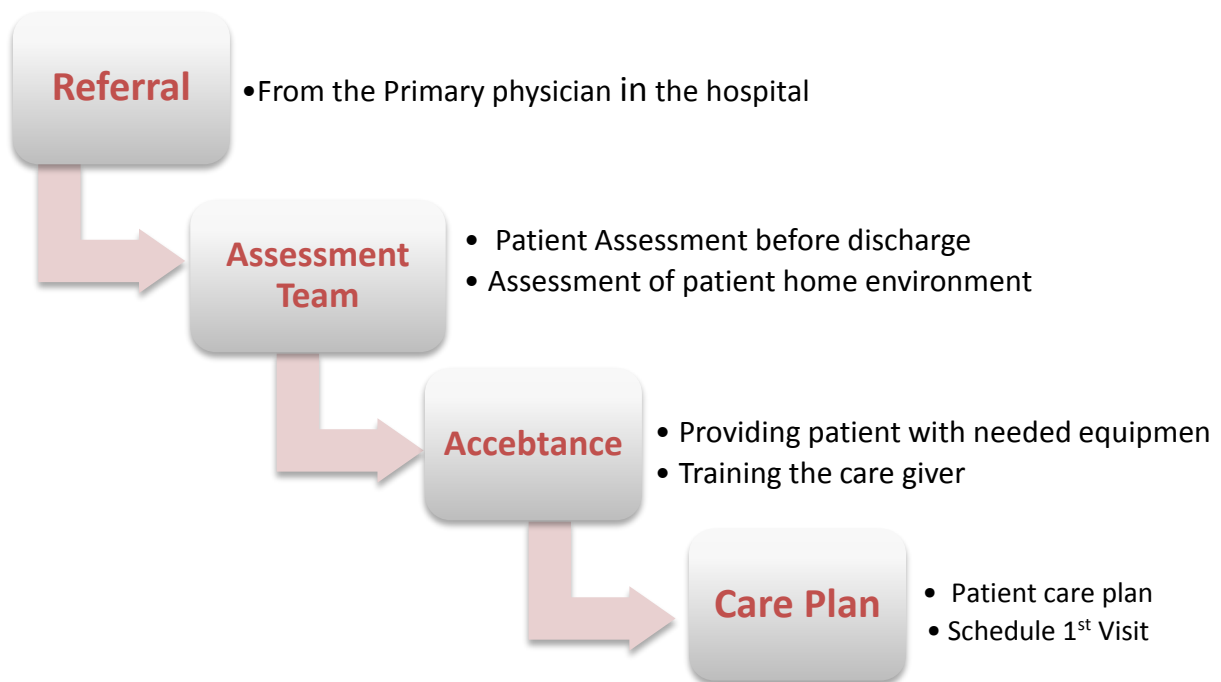 Referral
•From the Primary physician in the hospital
Assessment
Team
• Patient Assessment before discharge
• Assessment of patient home environment
Accebtance
• Providing patient with needed equipmen
• Training the care giver
Care Plan
• Patient care plan
• Schedule 1st Visit